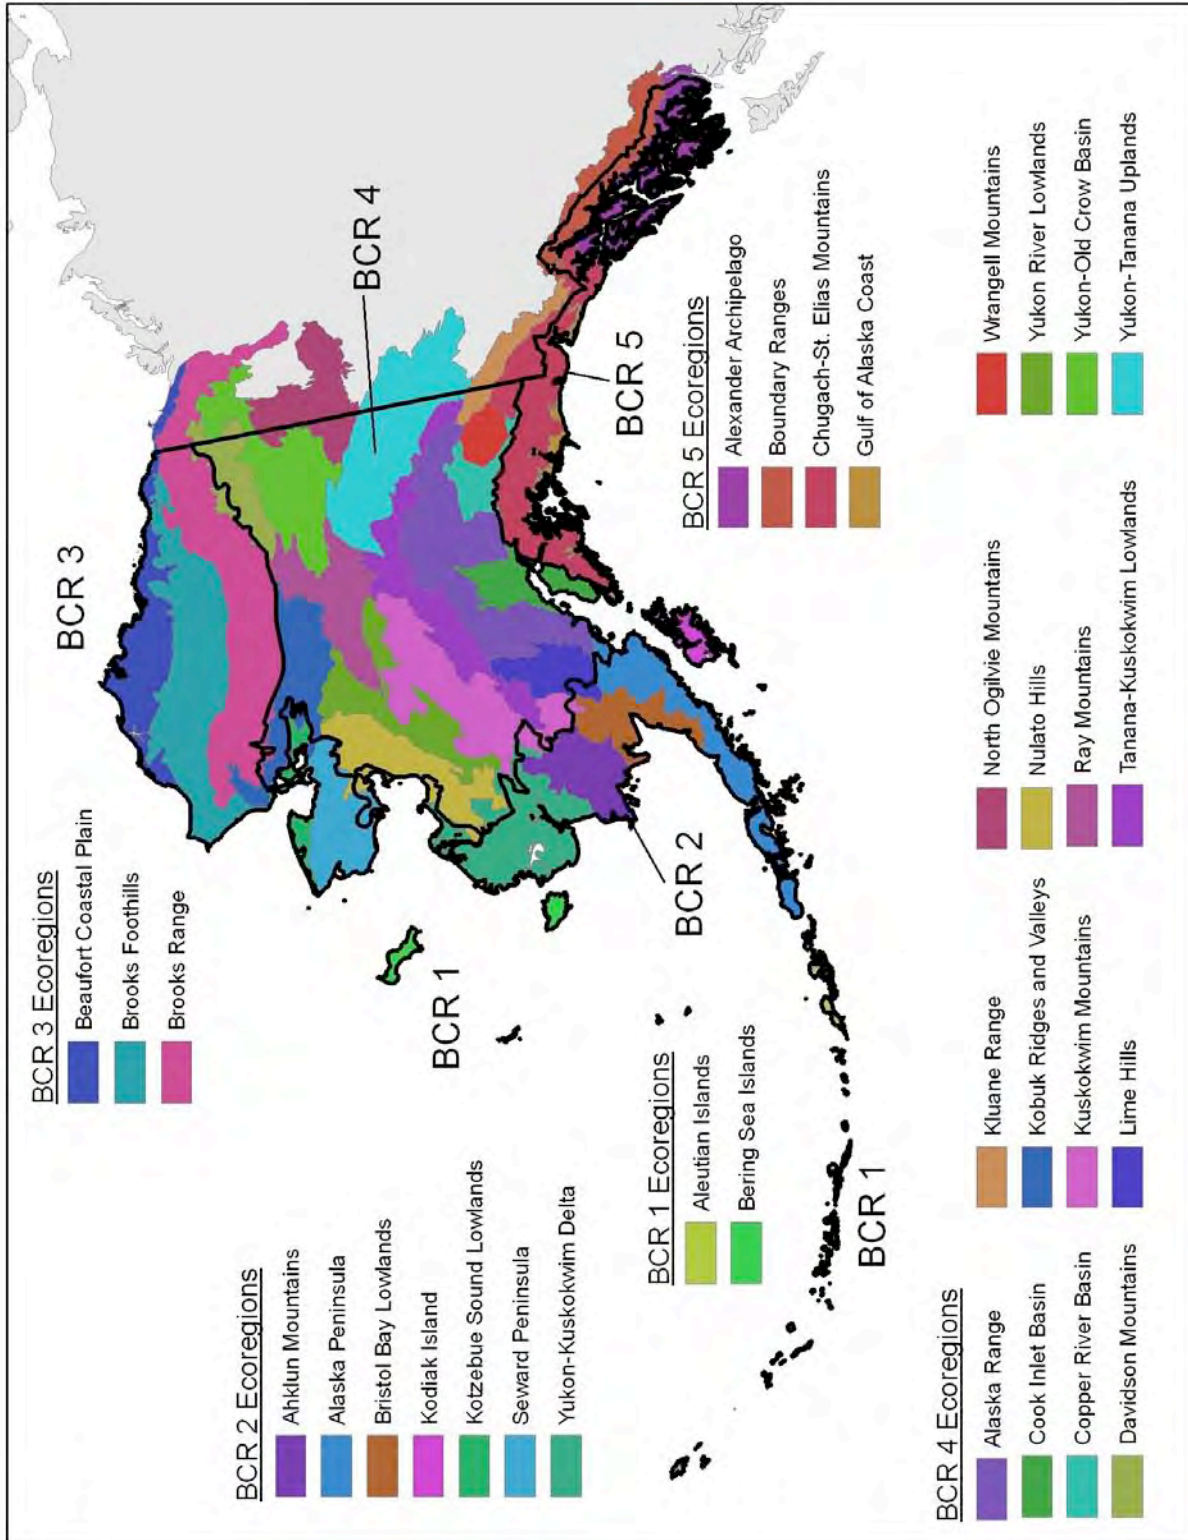 BCR 3 Ecoregions
Beaufort Coastal Plain
Brooks Foothills
Brooks Range
BCR 3
BCR 4
BCR 2 Ecoregions
Ahklun Mountains
Alaska Peninsula
Bristol Bay Lowlands
Kodiak Island
Kotzebue Sound Lowlands
Seward Peninsula
Yukon-Kuskokwim Delta
BCR 1
BCR 2
BCR 5
BCR 1 Ecoregions
Aleutian Islands
Bering Sea Islands
BCR 5 Ecoregions
Alexander Archipelago
Boundary Ranges
Chugach-St. Elias Mountains
Gulf of Alaska Coast
BCR 1
BCR 4 Ecoregions
Alaska Range
Cook Inlet Basin
Copper River Basin
Davidson Mountains
Kluane Range
Kobuk Ridges and Valleys
Kuskokwim Mountains
Lime Hills
North Ogilvie Mountains
Nulato Hills
Ray Mountains
Tanana-Kuskokwim Lowlands
Wrangell Mountains
Yukon River Lowlands
Yukon-Old Crow Basin
Yukon-Tanana Uplands